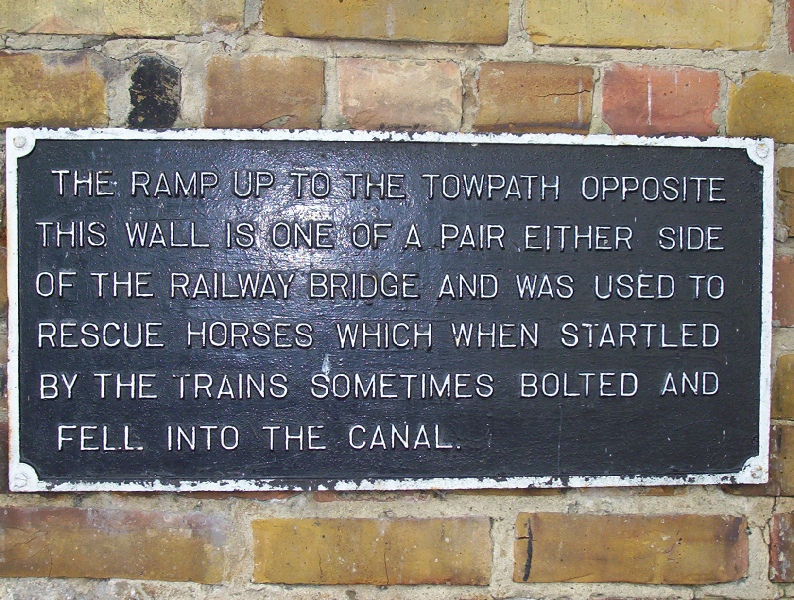 THE RAMP UP TO THE TOWPATH OPPOSITE
THIS WALL IS ONE OF A PAIR EITHER SIDE
OF THE RAILWAY BRIDGE AND WAS USED TO
RESCUE HORSES WHICH WHEN STARTLED
BY THE TRAINS SOMETIMES BOLTED AND
FELL INTO THE CANAL.